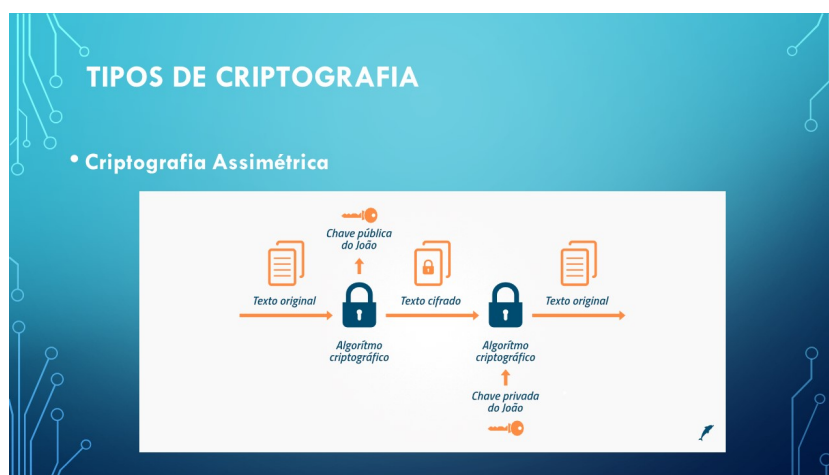 TIPOS DE CRIPTOGRAFIA
• Criptografia Assimétrica
Chave pública
do João
Texto original
Texto cifrado
Texto original
Algorítmo
criptográfico
Algorítmo
criptográfico
Chave privada
do João